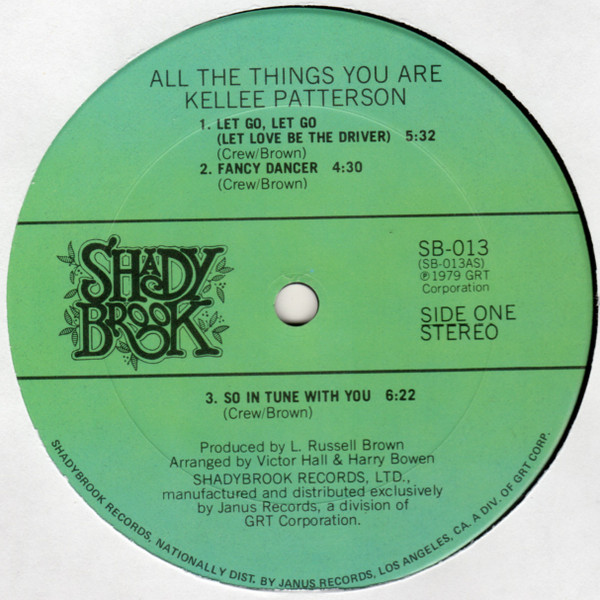 ALL THE THINGS YOU ARE
KELLEE PATTERSON
1. LET GO, LET GO
(LET LOVE BE THE DRIVER) 5:32
(Crew/Brown)
2. FANCY DANCER 4:30
(Crew/Brown)
SHADY
BROOK
SB-013
(SB-013AS)
℗1979 GRT
Corporation
SIDE ONE
STEREO
3. SO IN TUNE WITH YOU 6:22
(Crew/Brown)
Produced by L. Russell Brown
Arranged by Victor Hall & Harry Bowen
SHADYBROOK RECORDS, LTD.,
manufactured and distributed exclusively
by Janus Records, a division of
GRT Corporation.
SHADYBROOK RECORDS, NATIONALLY DIST. BY JANUS RECORDS, LOS ANGELES, CA. A DIV. OF GRT CORP.